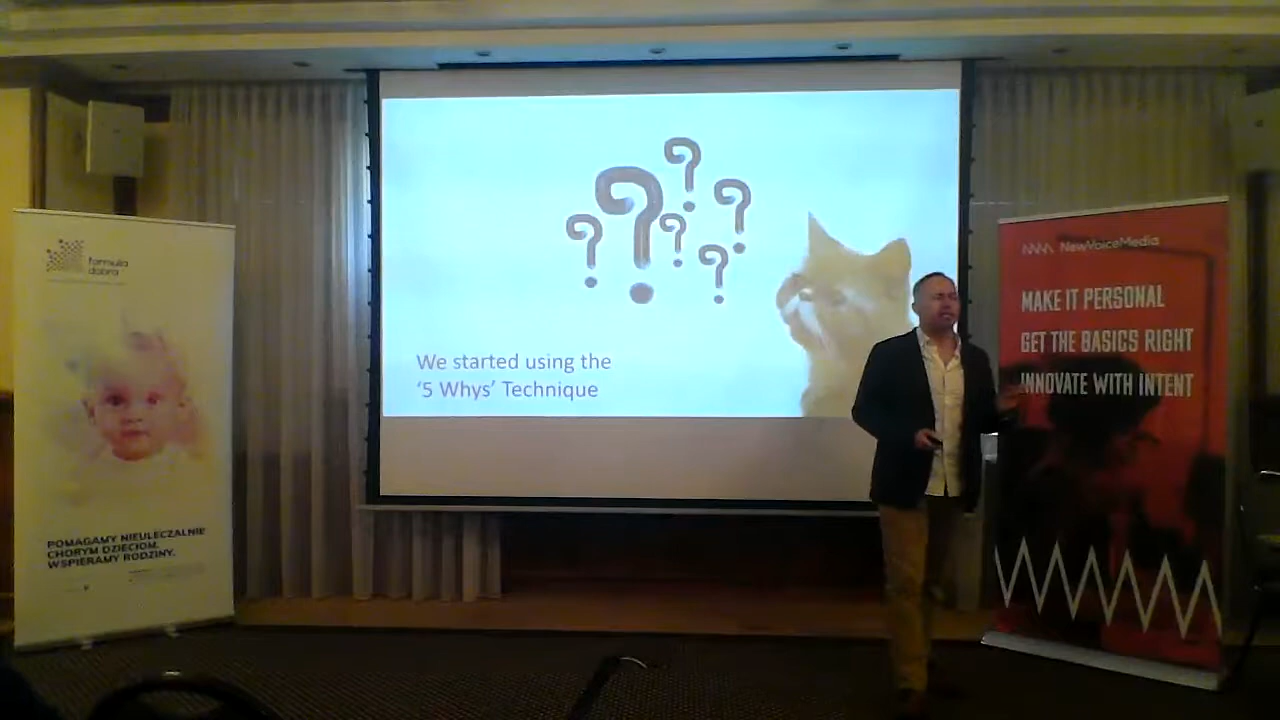 formula
dobra
POMAGAMY NIEULECZALNIE
CHORYM DZIECIOM.
WSPIERAMY RODZINY.
? ? ? ? ? ?
We started using the
‘5 Whys’ Technique
NewVoiceMedia
MAKE IT PERSONAL
GET THE BASICS RIGHT
INNOVATE WITH INTENT